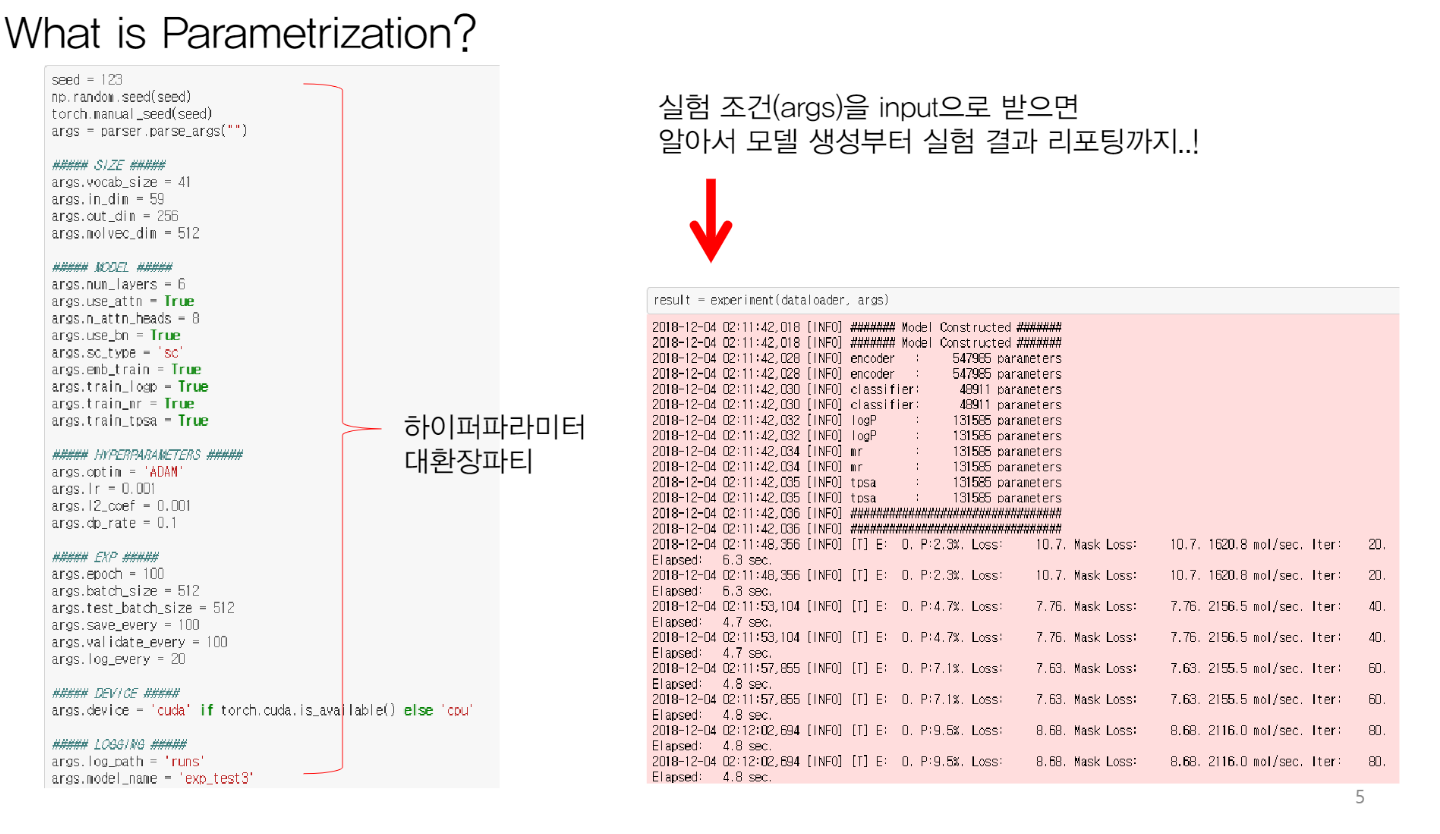 What is Parametrization?
seed = 123
np.random.seed(seed)
torch.manual_seed(seed)
args = parser.parse_args("")
##### SIZE #####
args.vocab_size = 41
args.in_dim = 59
args.out_dim = 256
args.molvec_dim = 512
##### MODEL #####
args.num_layers = 6
args.use_attn = True
args.n_attn_heads = 8
args.use_bn = True
args.sc_type = 'sc'
args.emb_train = True
args.train_logp = True
args.train_mr = True
args.train_tpsa = True
##### HYPERPARAMETERS #####
args.optim = 'ADAM'
args.lr = 0.001
args.l2_coef = 0.001
args.dp_rate = 0.1
##### EXP #####
args.epoch = 100
args.batch_size = 512
args.test_batch_size = 512
args.save_every = 100
args.validate_every = 100
args.log_every = 20
##### DEVICE #####
args.device = 'cuda' if torch.cuda.is_available() else 'cpu'
##### LOGGING #####
args.log_path = 'runs'
args.model_name = 'exp_test3'
하이퍼파라미터
대환장파티
실험 조건(args)을 input으로 받으면
알아서 모델 생성부터 실험 결과 리포팅까지..!
result = experiment(dataloader, args)
2018-12-04 02:11:42,018 [INFO] ####### Model Constructed #######
2018-12-04 02:11:42,018 [INFO] ####### Model Constructed #######
2018-12-04 02:11:42,028 [INFO] encoder : 547985 parameters
2018-12-04 02:11:42,028 [INFO] encoder : 547985 parameters
2018-12-04 02:11:42,030 [INFO] classifier: 48911 parameters
2018-12-04 02:11:42,030 [INFO] classifier: 48911 parameters
2018-12-04 02:11:42,032 [INFO] logP : 131585 parameters
2018-12-04 02:11:42,032 [INFO] logP : 131585 parameters
2018-12-04 02:11:42,034 [INFO] mr : 131585 parameters
2018-12-04 02:11:42,034 [INFO] mr : 131585 parameters
2018-12-04 02:11:42,035 [INFO] tpsa : 131585 parameters
2018-12-04 02:11:42,035 [INFO] tpsa : 131585 parameters
2018-12-04 02:11:42,036 [INFO] #################################
2018-12-04 02:11:42,036 [INFO] #################################
2018-12-04 02:11:48,356 [INFO] [T] E: 0. P:2.3%. Loss: 10.7. Mask Loss: 10.7. 1620.8 mol/sec. Iter: 20.
Elapsed: 6.3 sec.
2018-12-04 02:11:48,356 [INFO] [T] E: 0. P:2.3%. Loss: 10.7. Mask Loss: 10.7. 1620.8 mol/sec. Iter: 20.
Elapsed: 6.3 sec.
2018-12-04 02:11:53,104 [INFO] [T] E: 0. P:4.7%. Loss: 7.76. Mask Loss: 7.76. 2156.5 mol/sec. Iter: 40.
Elapsed: 4.7 sec.
2018-12-04 02:11:53,104 [INFO] [T] E: 0. P:4.7%. Loss: 7.76. Mask Loss: 7.76. 2156.5 mol/sec. Iter: 40.
Elapsed: 4.7 sec.
2018-12-04 02:11:57,855 [INFO] [T] E: 0. P:7.1%. Loss: 7.63. Mask Loss: 7.63. 2155.5 mol/sec. Iter: 60.
Elapsed: 4.8 sec.
2018-12-04 02:11:57,855 [INFO] [T] E: 0. P:7.1%. Loss: 7.63. Mask Loss: 7.63. 2155.5 mol/sec. Iter: 60.
Elapsed: 4.8 sec.
2018-12-04 02:12:02,694 [INFO] [T] E: 0. P:9.5%. Loss: 8.68. Mask Loss: 8.68. 2116.0 mol/sec. Iter: 80.
Elapsed: 4.8 sec.
2018-12-04 02:12:02,694 [INFO] [T] E: 0. P:9.5%. Loss: 8.68. Mask Loss: 8.68. 2116.0 mol/sec. Iter: 80.
Elapsed: 4.8 sec.
5